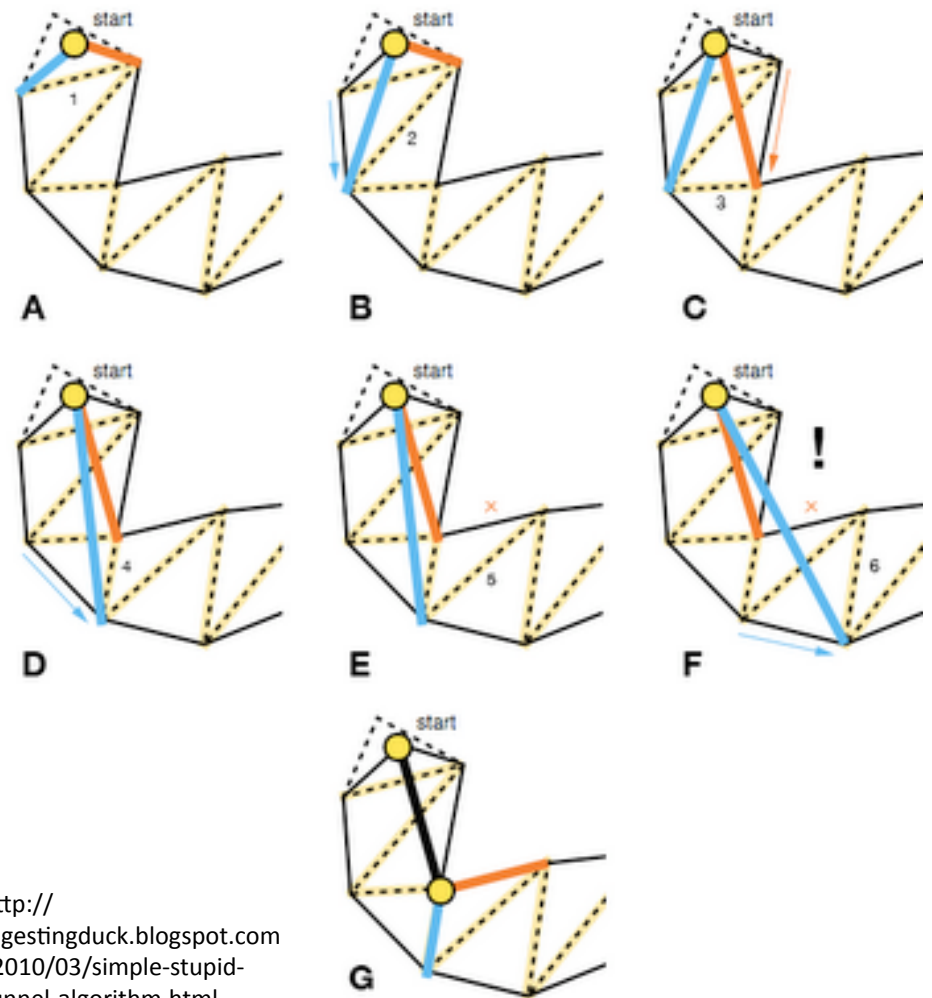 start
start
start
1
2
3
A
B
C
start
start
start
!
×
×
4
5
6
D
E
F
start
ttp://
gestingduck.blogspot.com
2010/03/simple-stupid-
G